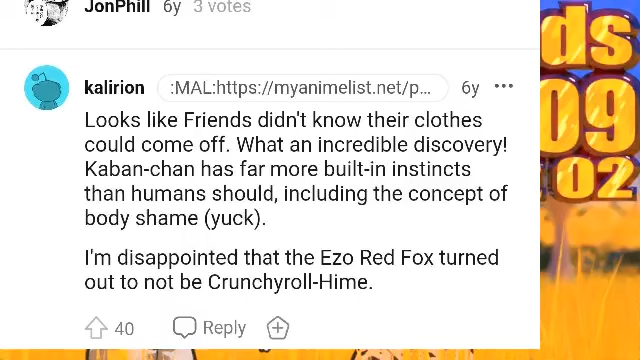 JonPhill 6y 3 votes
kalirion :MAL:https://myanimelist.net/p... 6y ...
Looks like Friends didn't know their clothes
could come off. What an incredible discovery!
Kaban-chan has far more built-in instincts
than humans should, including the concept of
body shame (yuck).
I'm disappointed that the Ezo Red Fox turned
out to not be Crunchyroll-Hime.
40 Reply
ds
09
02